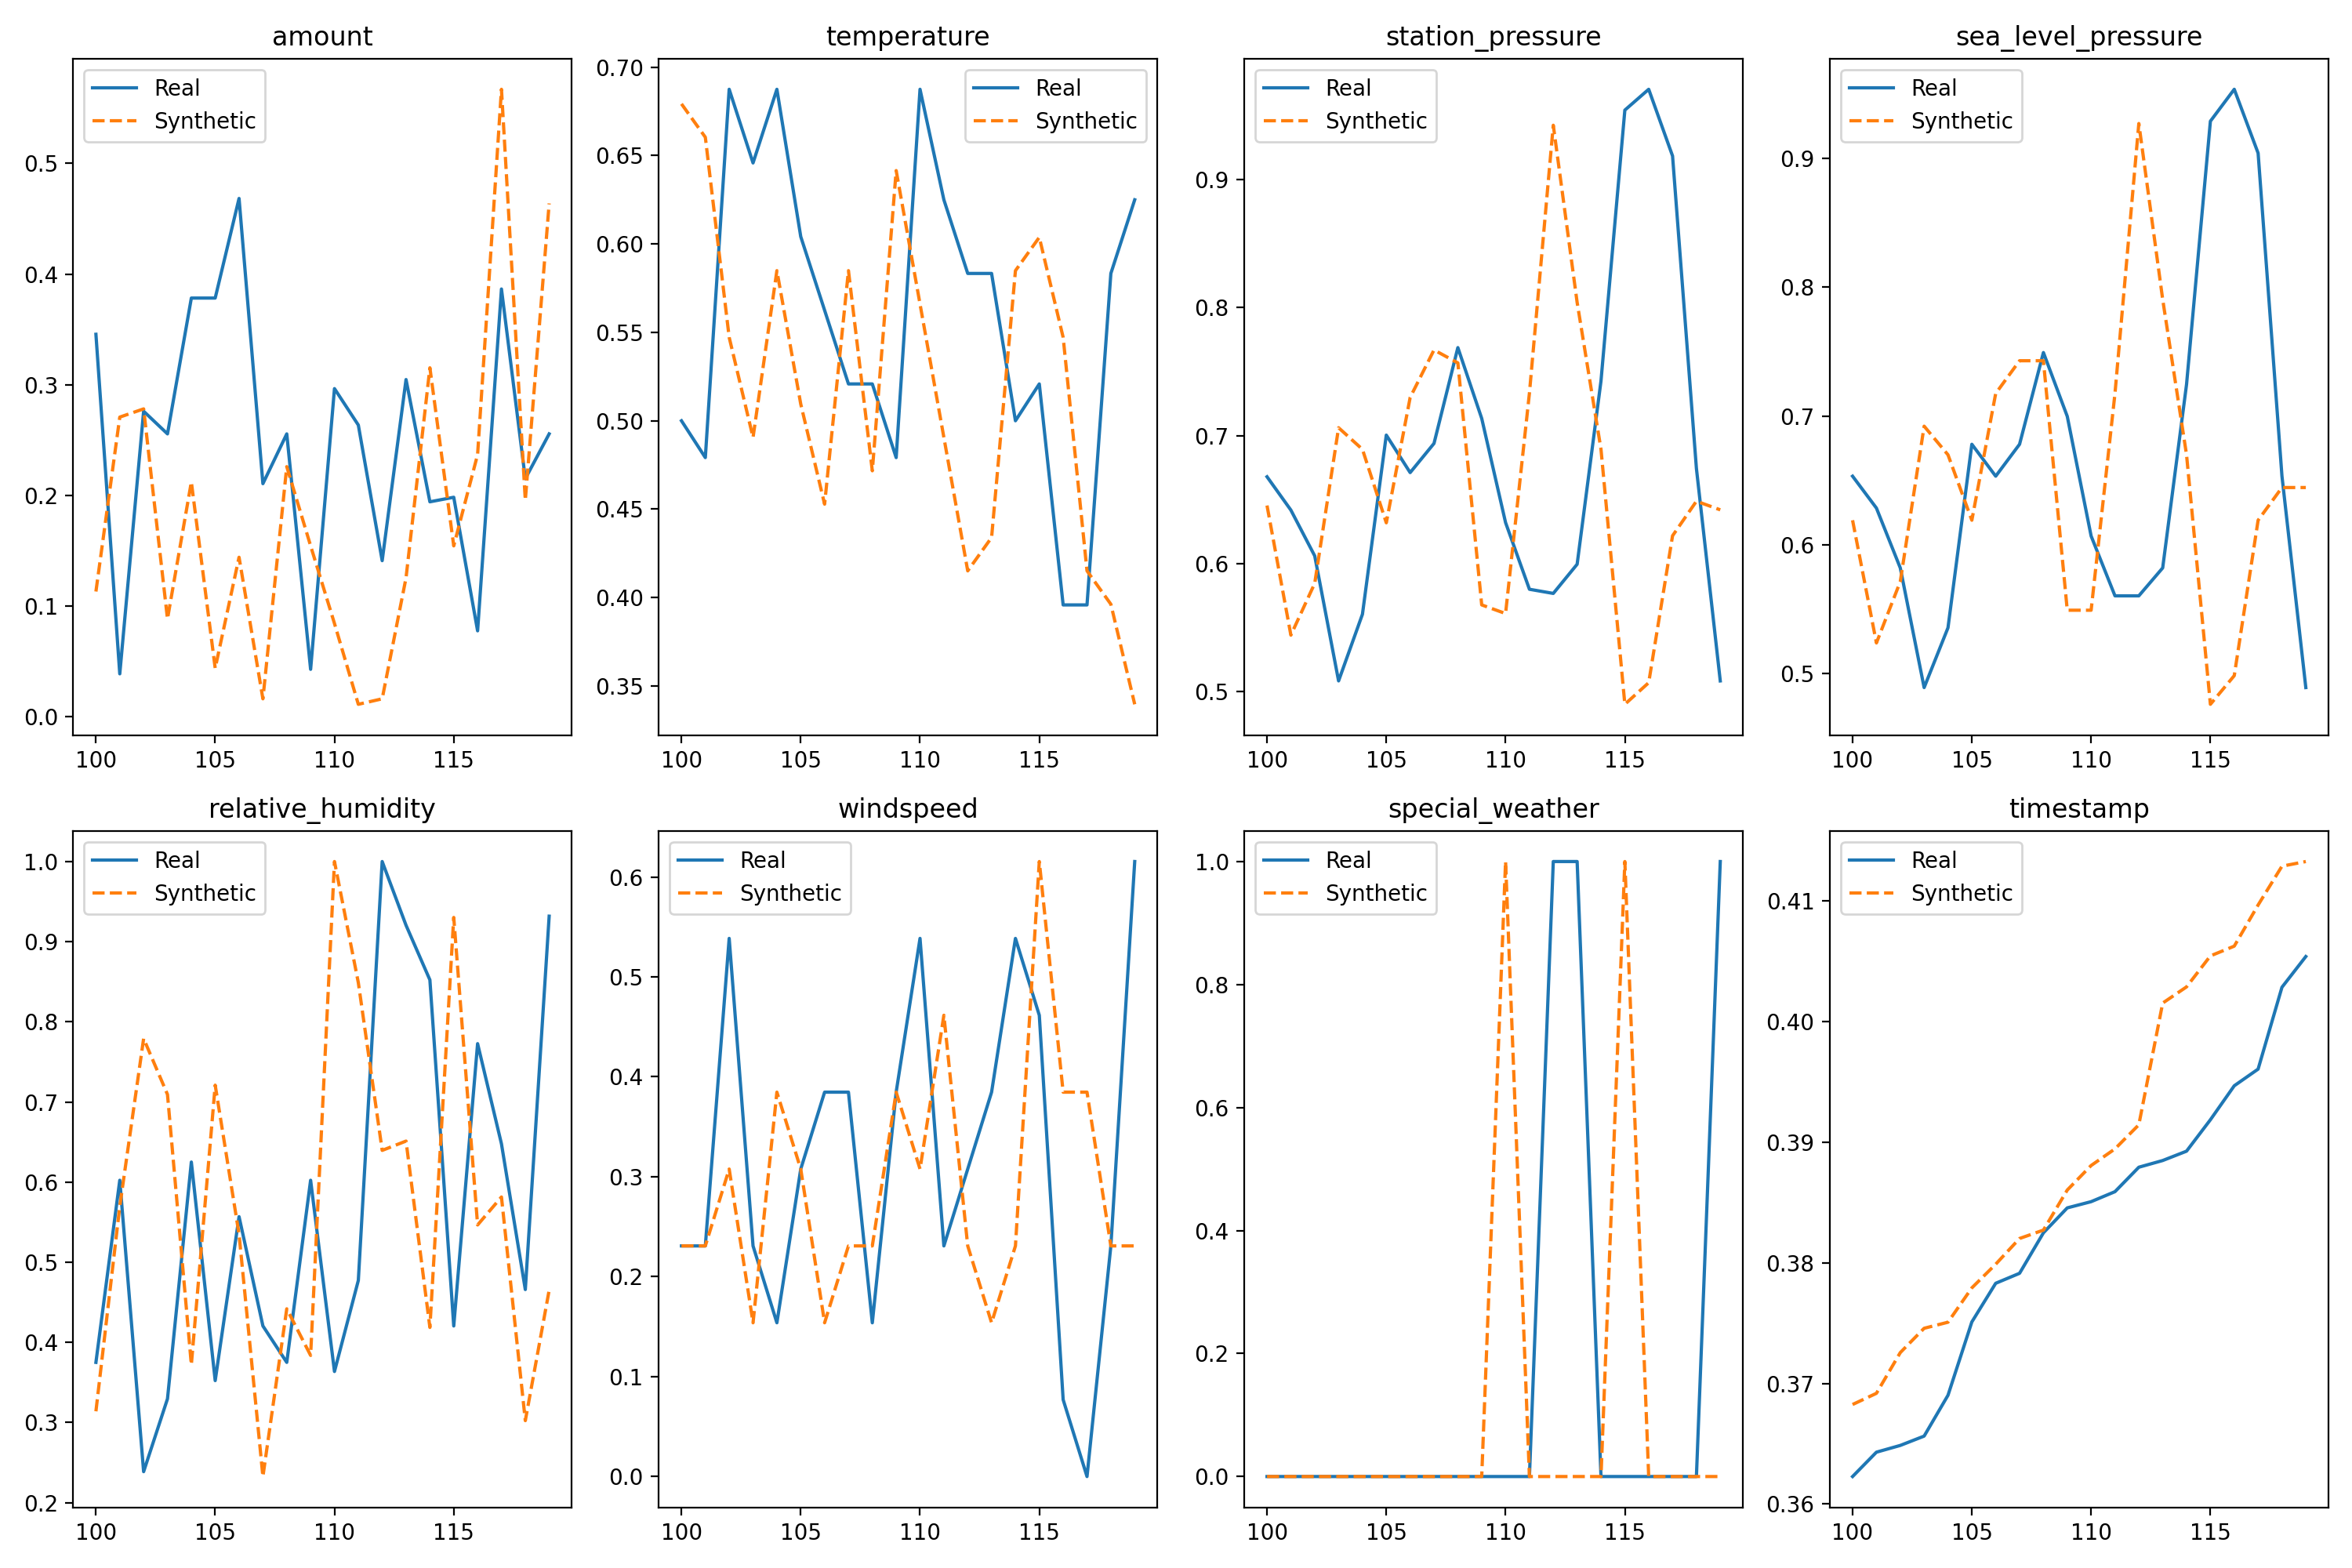 amount
Real
Synthetic
0.5
0.4
0.3
0.2
0.1
0.0
100 105 110 115
temperature
Real
Synthetic
0.70
0.65
0.60
0.55
0.50
0.45
0.40
0.35
100 105 110 115
station_pressure
Real
Synthetic
0.9
0.8
0.7
0.6
0.5
100 105 110 115
sea_level_pressure
Real
Synthetic
0.9
0.8
0.7
0.6
0.5
100 105 110 115
relative_humidity
Real
Synthetic
1.0
0.9
0.8
0.7
0.6
0.5
0.4
0.3
0.2
100 105 110 115
windspeed
Real
Synthetic
0.6
0.5
0.4
0.3
0.2
0.1
0.0
100 105 110 115
special_weather
Real
Synthetic
1.0
0.8
0.6
0.4
0.2
0.0
100 105 110 115
timestamp
Real
Synthetic
0.41
0.40
0.39
0.38
0.37
0.36
100 105 110 115